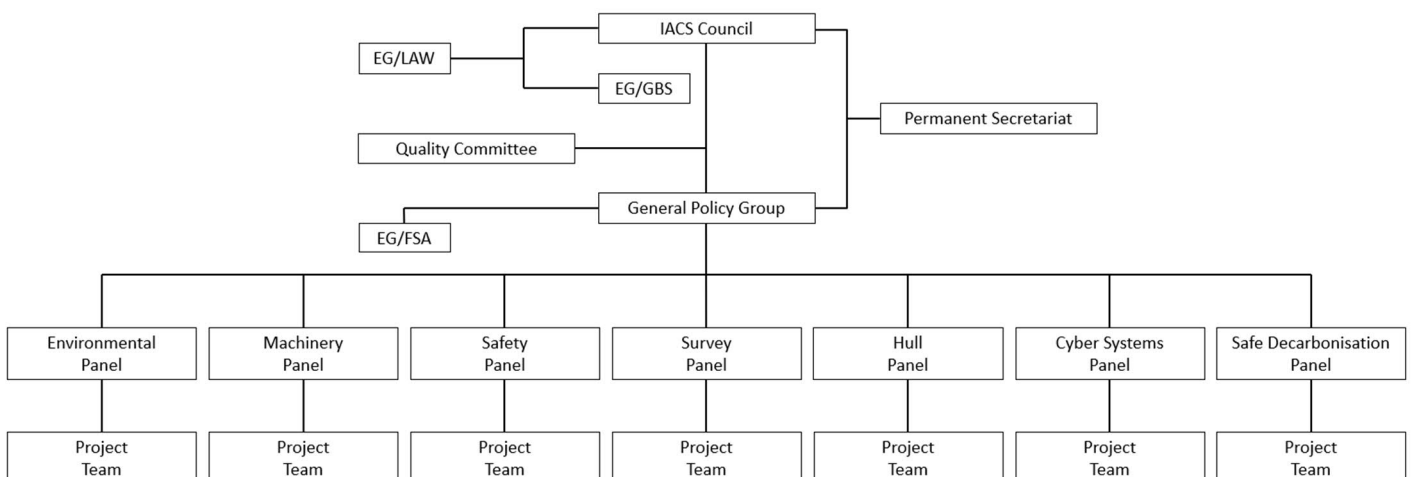 IACS Council
EG/LAW
EG/GBS
Permanent Secretariat
Quality Committee
General Policy Group
EG/FSA
Environmental
Panel
Machinery
Panel
Safety
Panel
Survey
Panel
Hull
Panel
Cyber Systems
Panel
Safe Decarbonisation
Panel
Project
Team
Project
Team
Project
Team
Project
Team
Project
Team
Project
Team
Project
Team